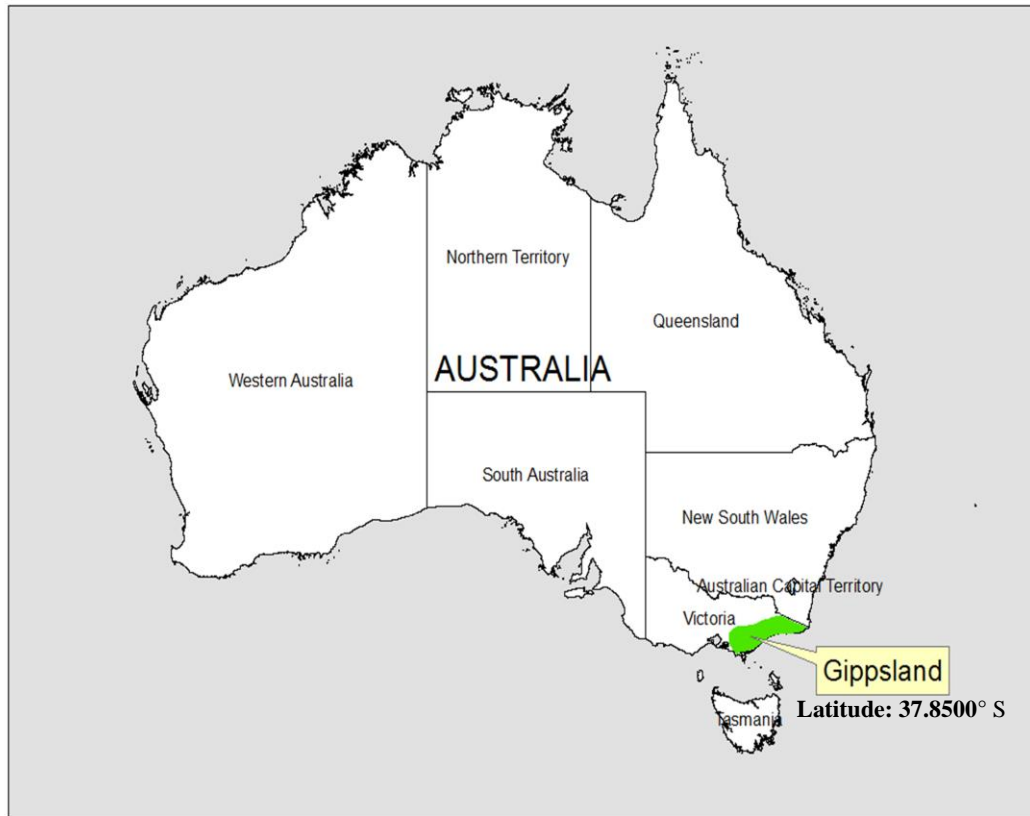 Northern Territory
Queensland
AUSTRALIA
Western Australia
South Australia
New South Wales
Australian Capital Territory
Victoria
Gippsland
Latitude: 37.8500° S
Tasmania